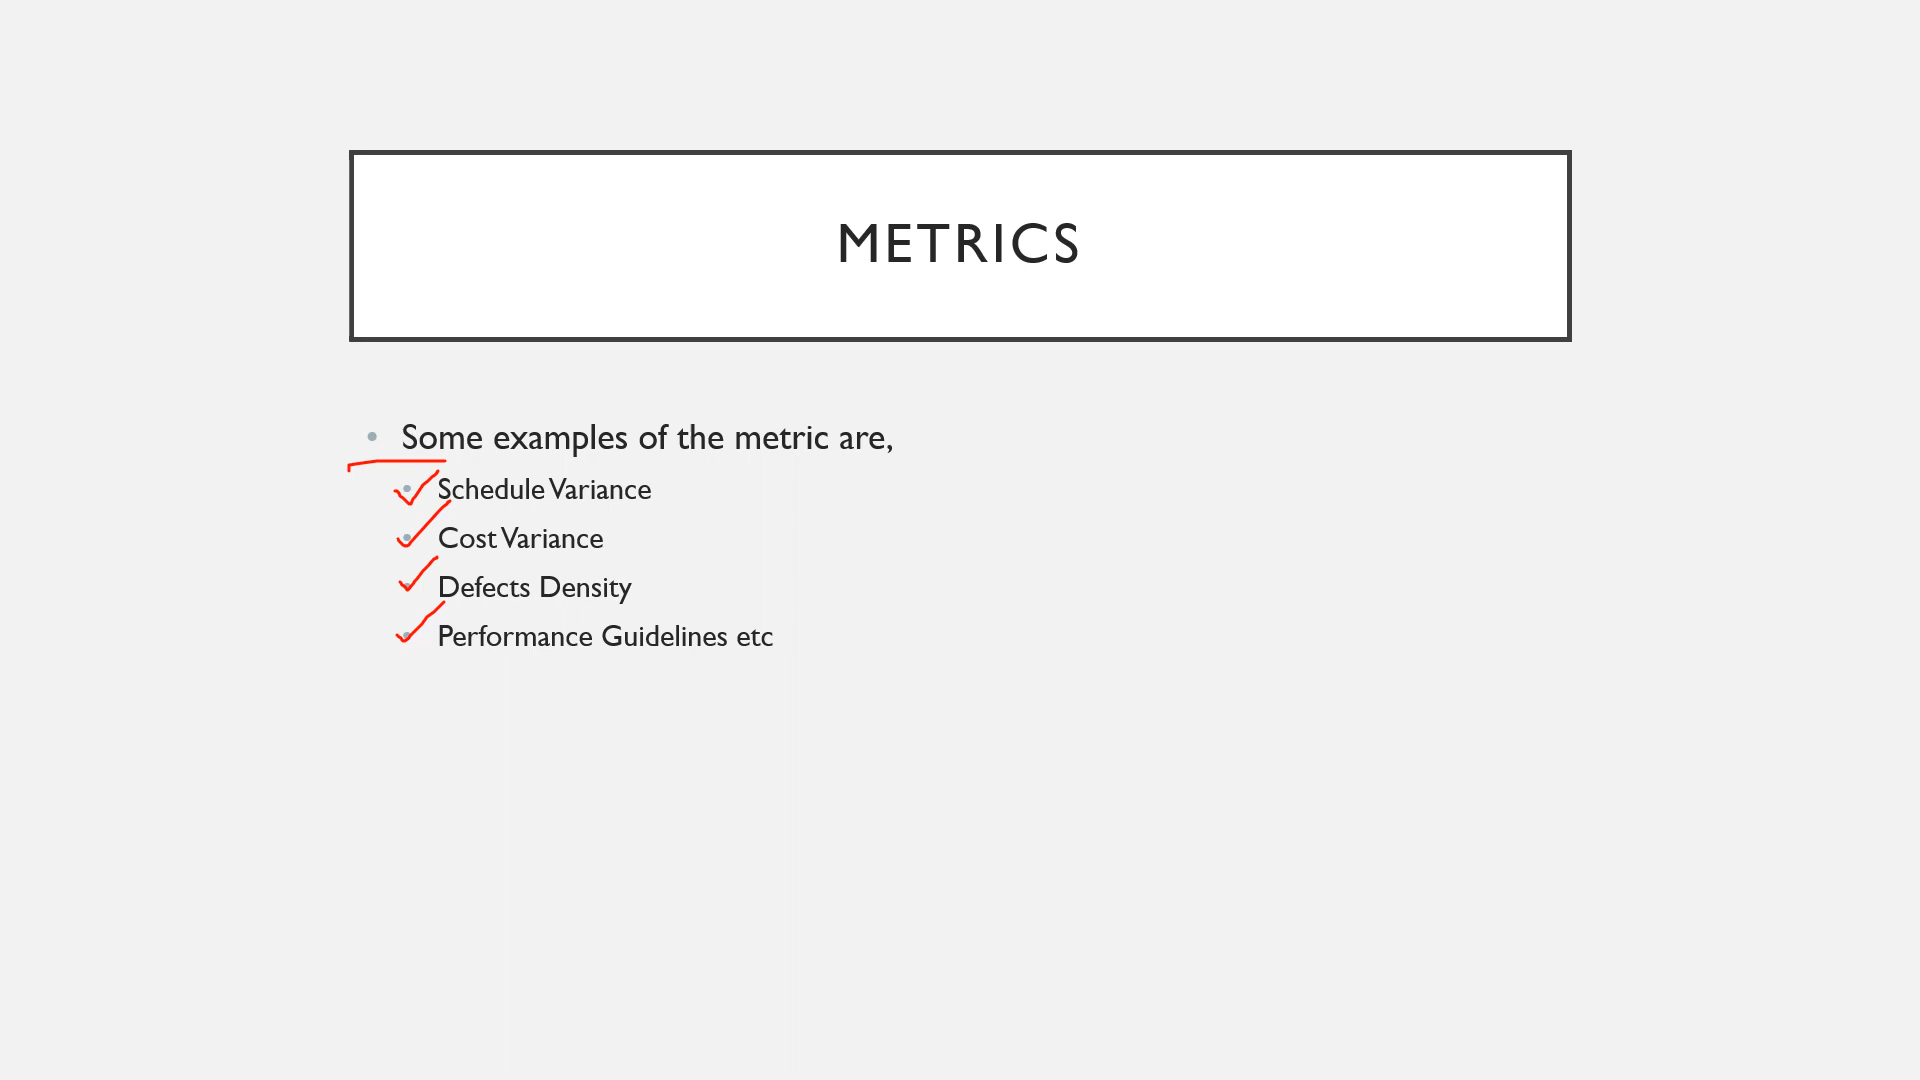 METRICS
Some examples of the metric are,
Schedule Variance
Cost Variance
Defects Density
Performance Guidelines etc